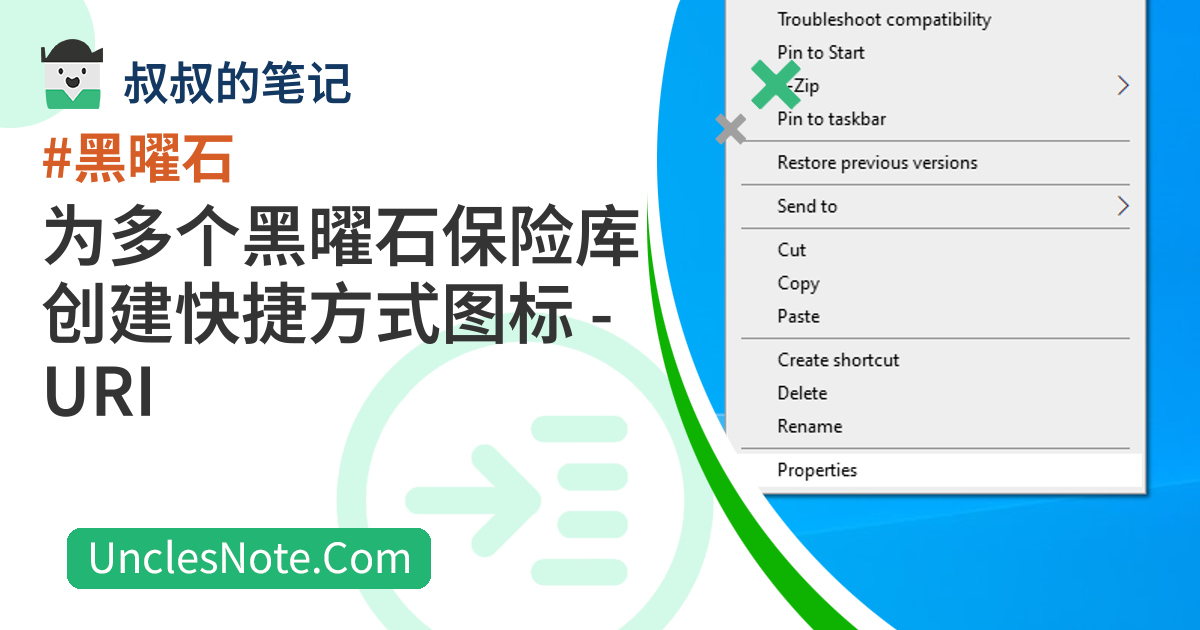 叔叔的笔记
#黑曜石
为多个黑曜石保险库
创建快捷方式图标 -
URI
UnclesNote.Com
Troubleshoot compatibility
Pin to Start
-Zip
Pin to taskbar
Restore previous versions
Send to
Cut
Copy
Paste
Create shortcut
Delete
Rename
Properties